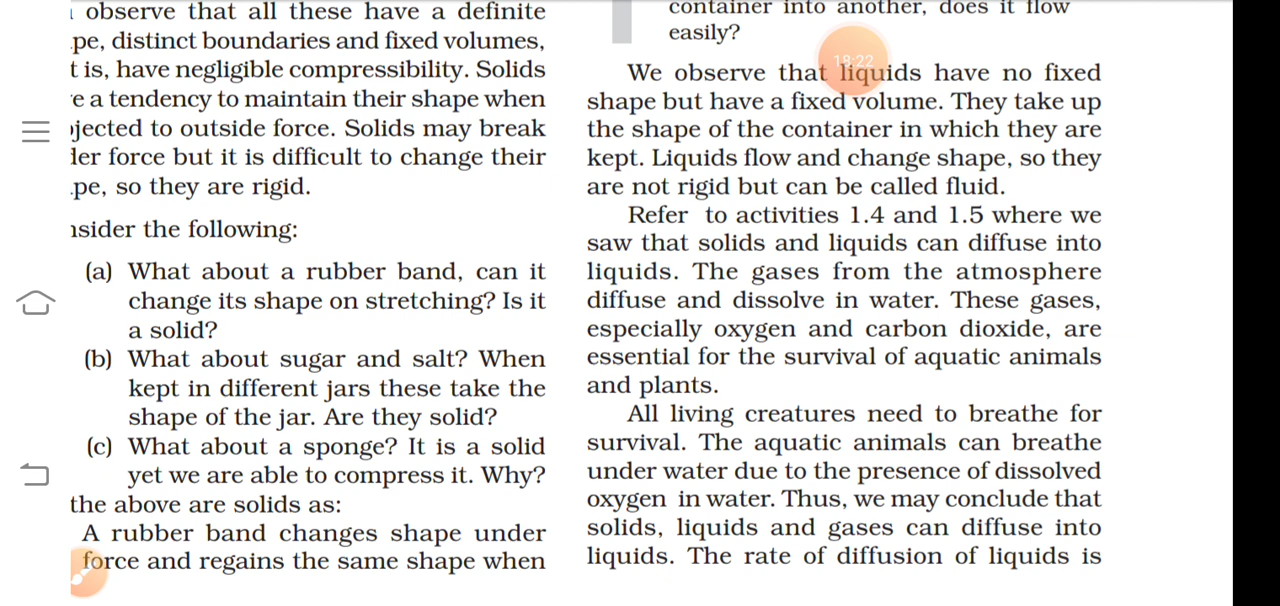 observe that all these have a definite
distinct boundaries and fixed volumes,
is, have negligible compressibility. Solids
a tendency to maintain their shape when
to outside force. Solids may break
force but it is difficult to change their
so they are rigid.
the following:
(a) What about a rubber band, can it
change its shape on stretching? Is it
a solid?
(b) What about sugar and salt? When
kept in different jars these take the
shape of the jar. Are they solid?
(c) What about a sponge? It is a solid
yet we are able to compress it. Why?
the above are solids as:
A rubber band changes shape under
force and regains the same shape when
container into another, does it flow
easily?
18:22
We observe that liquids have no fixed
shape but have a fixed volume. They take up
the shape of the container in which they are
kept. Liquids flow and change shape, so they
are not rigid but can be called fluid.
Refer to activities 1.4 and 1.5 where we
saw that solids and liquids can diffuse into
liquids. The gases from the atmosphere
diffuse and dissolve in water. These gases,
especially oxygen and carbon dioxide, are
essential for the survival of aquatic animals
and plants.
All living creatures need to breathe for
survival. The aquatic animals can breathe
under water due to the presence of dissolved
oxygen in water. Thus, we may conclude that
solids, liquids and gases can diffuse into
liquids. The rate of diffusion of liquids is